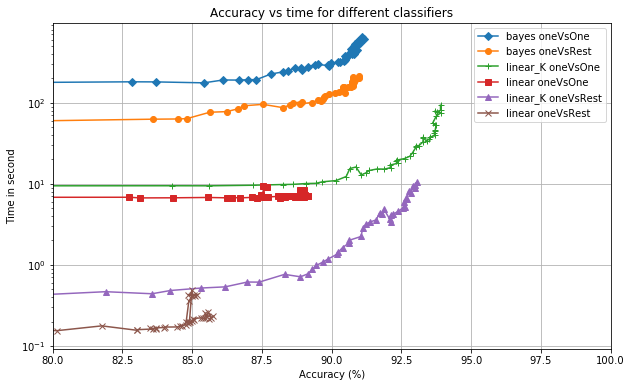 Accuracy vs time for different classifiers
Time in second
10²
10¹
10⁰
10⁻¹
bayes oneVsOne
bayes oneVsRest
linear_K oneVsOne
linear oneVsOne
linear_K oneVsRest
linear oneVsRest
80.0 82.5 85.0 87.5 90.0 92.5 95.0 97.5 100.0
Accuracy (%)